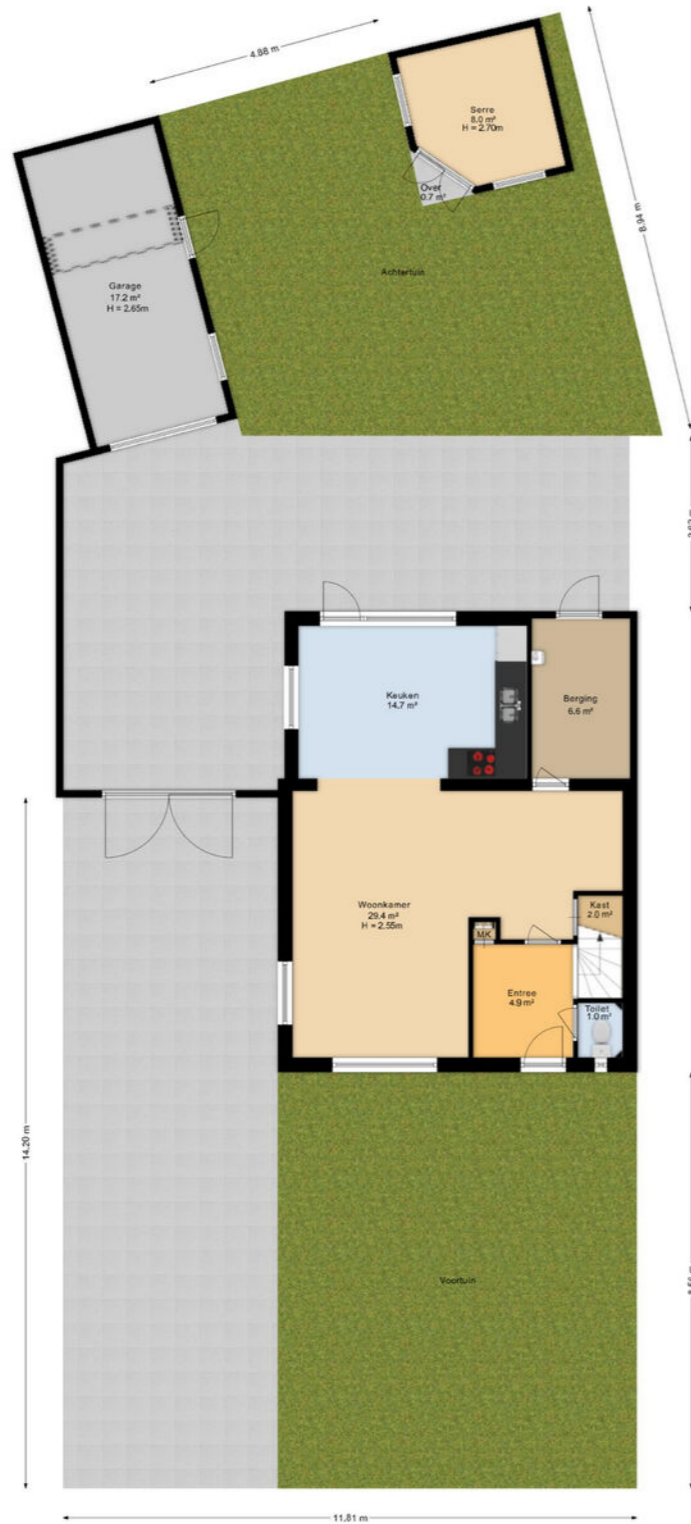 4.88 m
Serre
8.0 m²
H = 2.70m
Over
0.7 m²
8.94 m
Achtertuin
Garage
17.2 m²
H = 2.65m
Keuken
14.7 m²
Berging
6.6 m²
Woonkamer
29.4 m²
H = 2.55m
Kast
2.0 m²
MK
Entree
4.9 m²
Toilet
1.0 m²
14.20 m
Voortuin
11.81 m